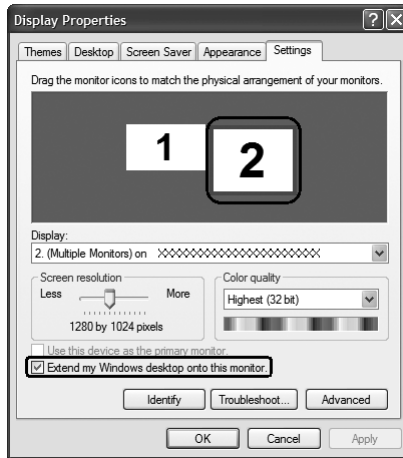 Display Properties
Themes Desktop Screen Saver Appearance Settings
Drag the monitor icons to match the physical arrangement of your monitors.
1 2
Display:
2. (Multiple Monitors) on XXXXXXXXXXXXXXXXXXXXXXX
Screen resolution Color quality
Less More Highest (32 bit)
1280 by 1024 pixels
Use this device as the primary monitor.
Extend my Windows desktop onto this monitor.
Identify Troubleshoot... Advanced
OK Cancel Apply